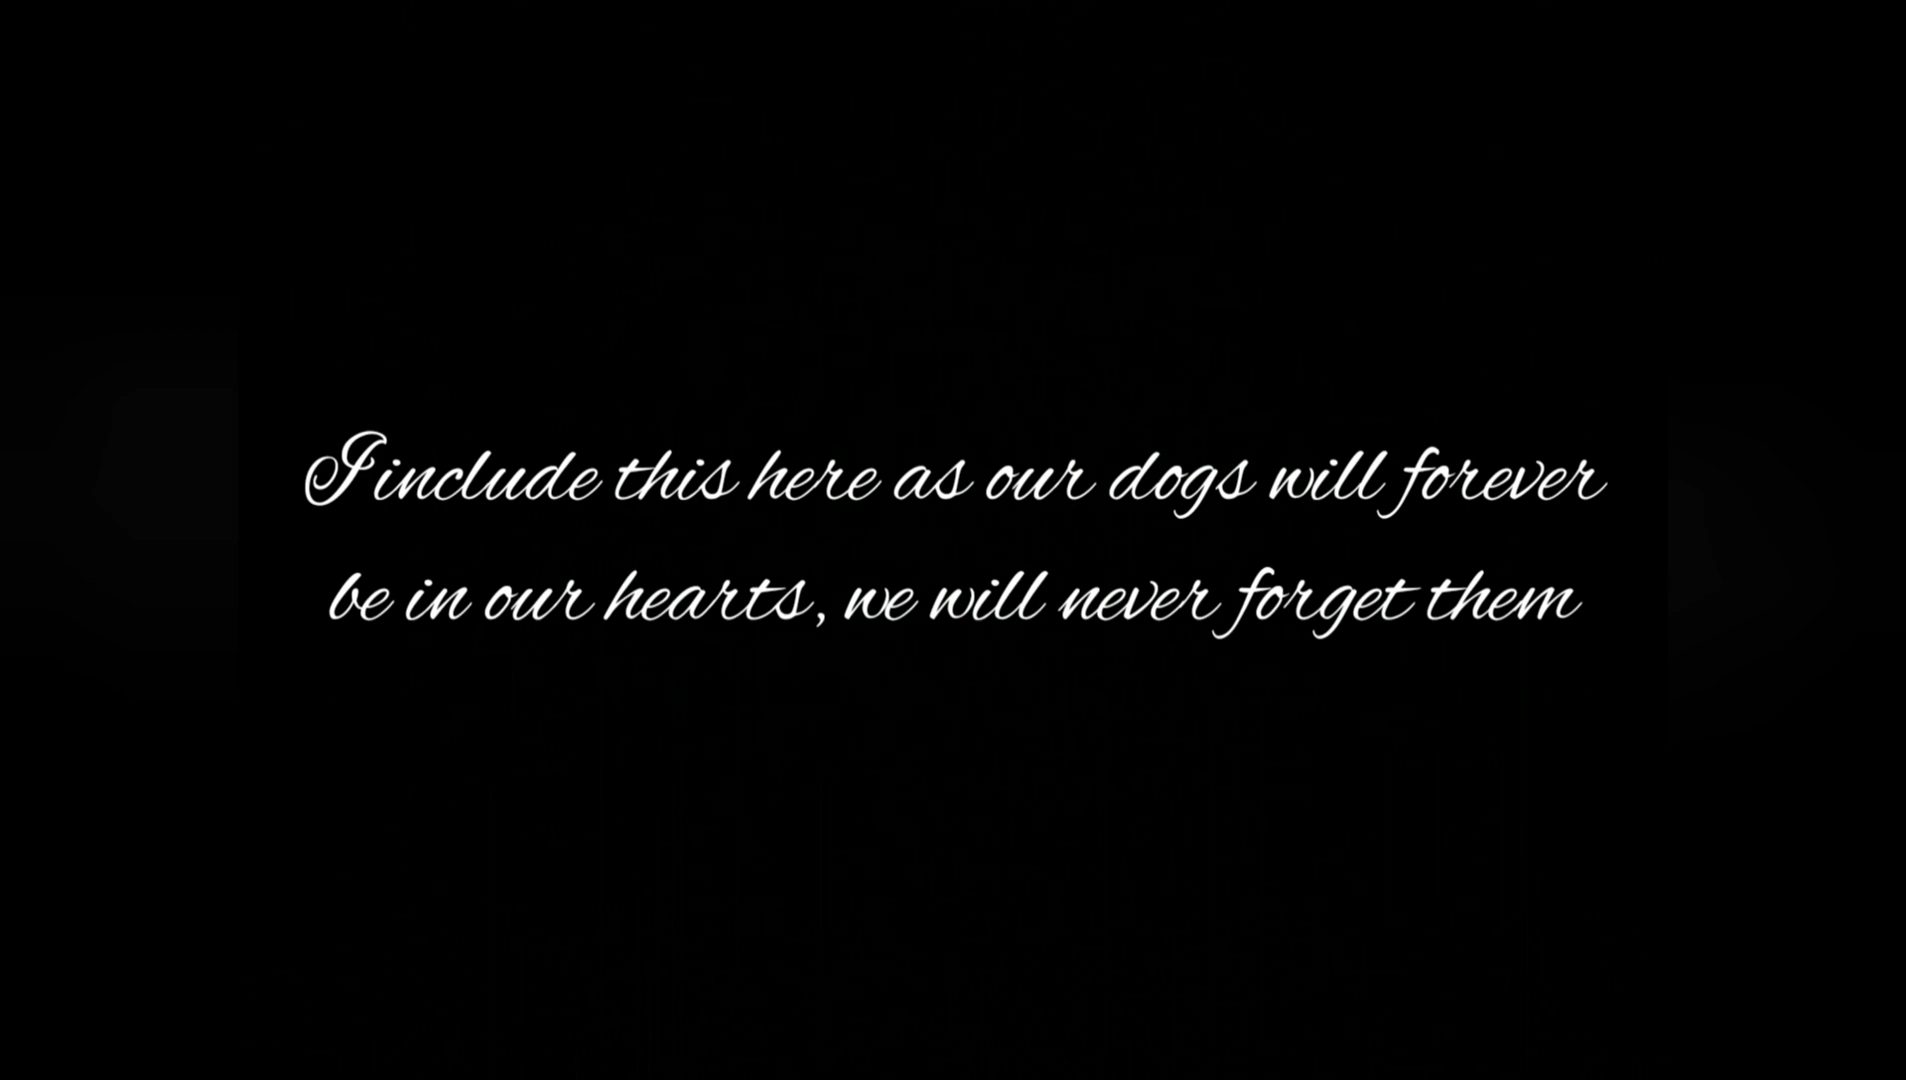 I include this here as our dogs will forever
be in our hearts, we will never forget them